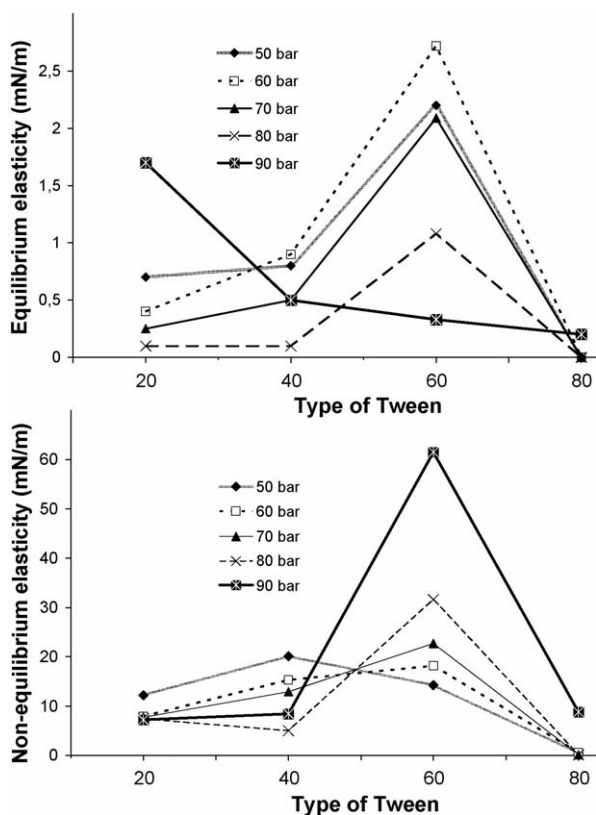 Equilibrium elasticity (mN/m)
2,5
2
1,5
1
0,5
0
50 bar
60 bar
70 bar
80 bar
90 bar
20 40 60 80
Type of Tween
Non-equilibrium elasticity (mN/m)
60
50
40
30
20
10
0
50 bar
60 bar
70 bar
80 bar
90 bar
20 40 60 80
Type of Tween